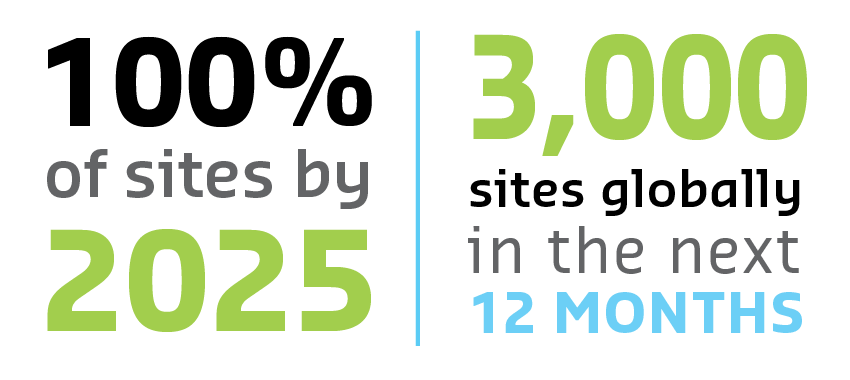 100%
of sites by
2025
3,000
sites globally
in the next
12 MONTHS